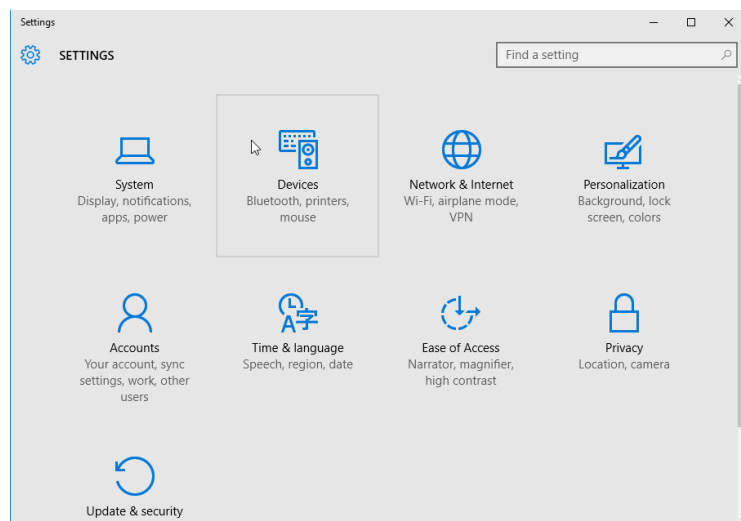 Settings
SETTINGS
Find a setting
System
Display, notifications,
apps, power
Devices
Bluetooth, printers,
mouse
Network & Internet
Wi-Fi, airplane mode,
VPN
Personalization
Background, lock
screen, colors
Accounts
Your account, sync
settings, work, other
users
A字
Time & language
Speech, region, date
Ease of Access
Narrator, magnifier,
high contrast
Privacy
Location, camera
Update & security